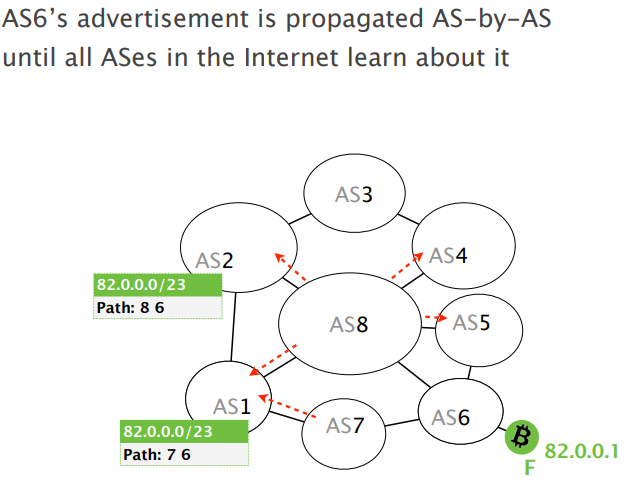 AS6’s advertisement is propagated AS-by-AS
until all ASes in the Internet learn about it
AS3
AS2
AS4
82.0.0.0/23
Path: 8 6
AS8
AS5
AS1
82.0.0.0/23
Path: 7 6
AS7
AS6
82.0.0.1
F